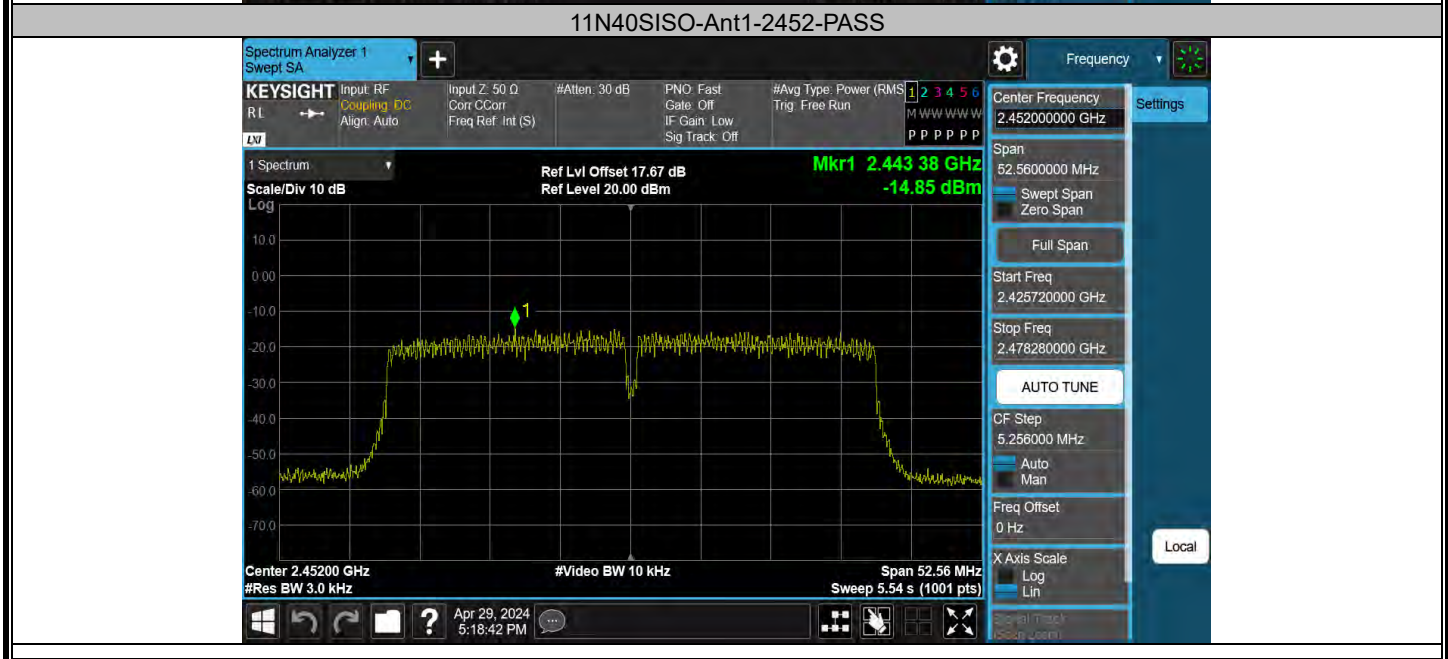 11N40SISO-Ant1-2452-PASS
Spectrum Analyzer 1
Swept SA
Frequency
KEYSIGHT
Input: RF
Input Z: 50 Ω
#Atten: 30 dB
PNO: Fast
#Avg Type: Power (RMS
1 2 3 4 5 6
RL
Coupling: DC
Corr CCorr
Gate: Off
Trig: Free Run
M W W W W W
Align: Auto
Freq Ref: Int (S)
IF Gain: Low
LXI
Sig Track: Off
P P P P P P
Center Frequency
2.452000000 GHz
Settings
1 Spectrum
Ref Lvl Offset 17.67 dB
Mkr1 2.443 38 GHz
Scale/Div 10 dB
Ref Level 20.00 dBm
-14.85 dBm
Log
Span
52.5600000 MHz
Swept Span
Zero Span
Full Span
Start Freq
2.425720000 GHz
Stop Freq
2.478280000 GHz
AUTO TUNE
CF Step
5.256000 MHz
Auto
Man
Freq Offset
0 Hz
X Axis Scale
Log
Lin
Local
10.0
0.00
-10.0
1
-20.0
-30.0
-40.0
-50.0
-60.0
-70.0
Center 2.45200 GHz
#Video BW 10 kHz
Span 52.56 MHz
#Res BW 3.0 kHz
Sweep 5.54 s (1001 pts)
?
Apr 29, 2024
5:18:42 PM